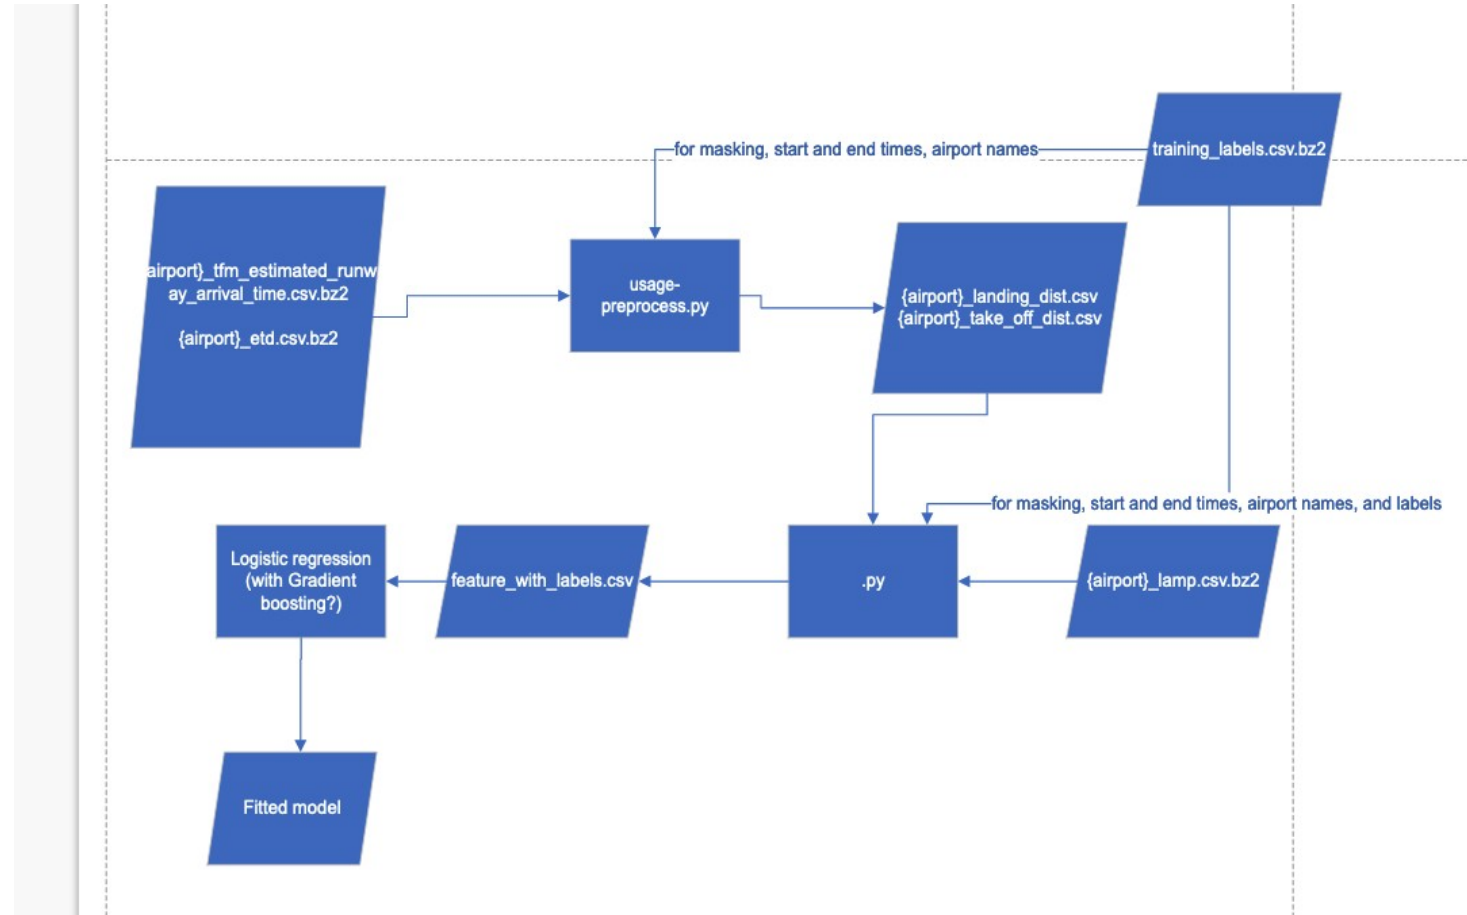 for masking, start and end times, airport names
training_labels.csv.bz2
airport}_tfm_estimated_runw
ay_arrival_time.csv.bz2
{airport}_etd.csv.bz2
usage-
preprocess.py
{airport}_landing_dist.csv
{airport}_take_off_dist.csv
for masking, start and end times, airport names, and labels
Logistic regression
(with Gradient
boosting?)
feature_with_labels.csv
.py
{airport}_lamp.csv.bz2
Fitted model